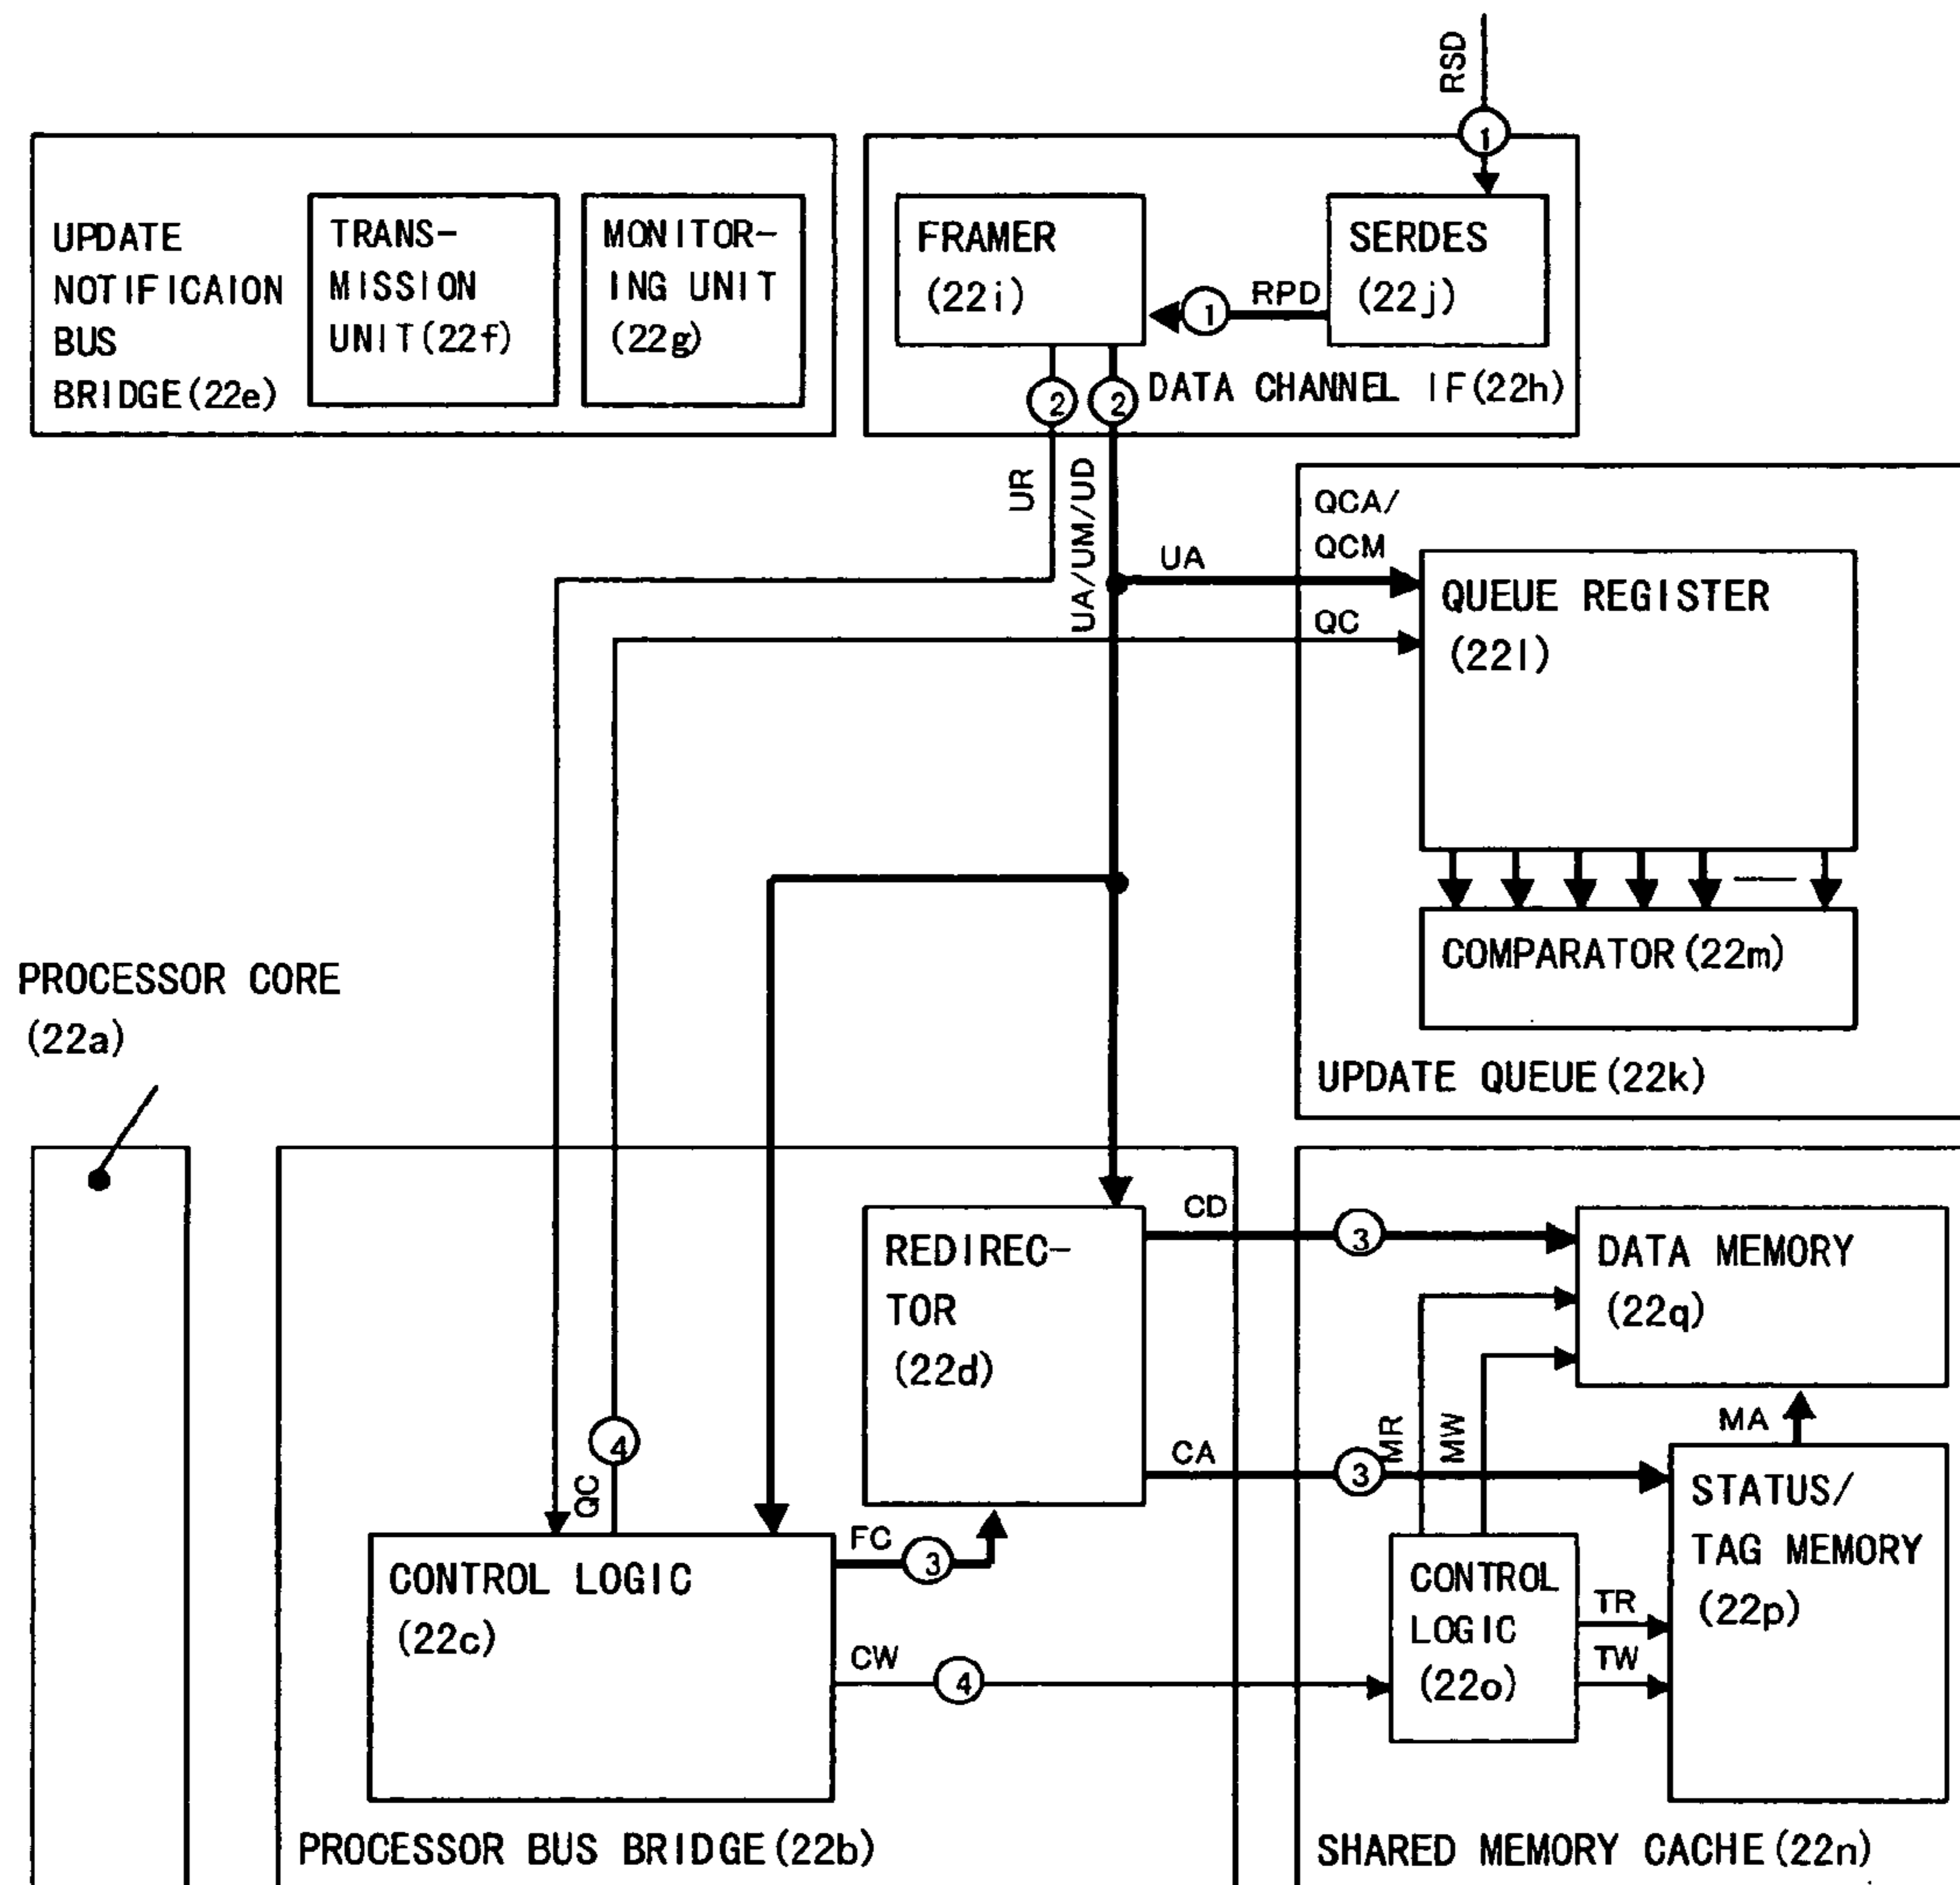 RSD
1
UPDATE
NOTIFICAION
BUS
BRIDGE(22e)
TRANS-
MISSION
UNIT(22f)
MONITOR-
ING UNIT
(22g)
FRAMER
(22i)
SERDES
(22j)
RPD
1
2
2
DATA CHANNEL IF(22h)
UR
UA/UM/UD
UA
QCA/
QCM
QC
QUEUE REGISTER
(22l)
COMPARATOR(22m)
UPDATE QUEUE(22k)
PROCESSOR CORE
(22a)
REDIREC-
TOR
(22d)
CD
3
DATA MEMORY
(22q)
MR
MW
MA
CA
3
4
QC
STATUS/
TAG MEMORY
(22p)
CONTROL LOGIC
(22c)
FC
3
CW
4
CONTROL
LOGIC
(22o)
TR
TW
PROCESSOR BUS BRIDGE(22b)
SHARED MEMORY CACHE(22n)